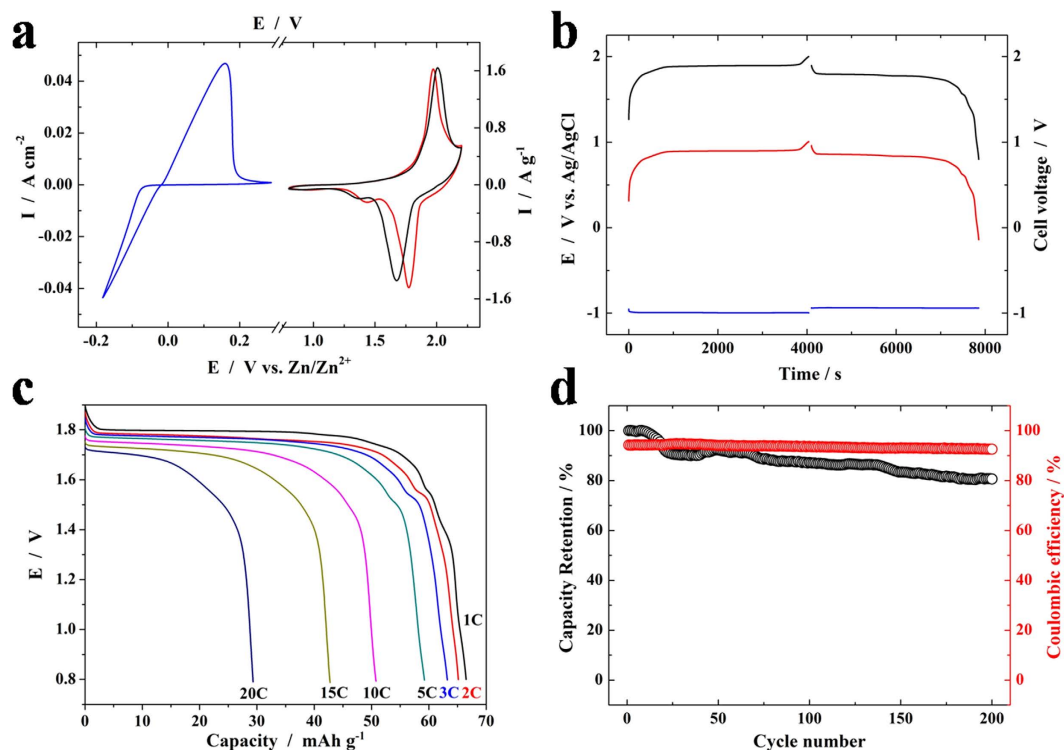 a
E / V
0.04
0.02
0.00
-0.02
-0.04
I / A cm-2
1.6
0.8
0.0
-0.8
-1.6
I / A g-1
-0.2 0.0 0.2 1.0 1.5 2.0
E / V vs. Zn/Zn2+
b
2
1
0
-1
E / V vs. Ag/AgCl
2
1
0
-1
Cell voltage / V
0 2000 4000 6000 8000
Time / s
c
1.8
1.6
1.4
1.2
1.0
0.8
E / V
1C
20C 15C 10C 5C 3C 2C
0 10 20 30 40 50 60 70
Capacity / mAh g-1
d
100
80
60
40
20
0
Capacity Retention / %
100
80
60
40
20
0
Coulombic efficiency / %
0 50 100 150 200
Cycle number